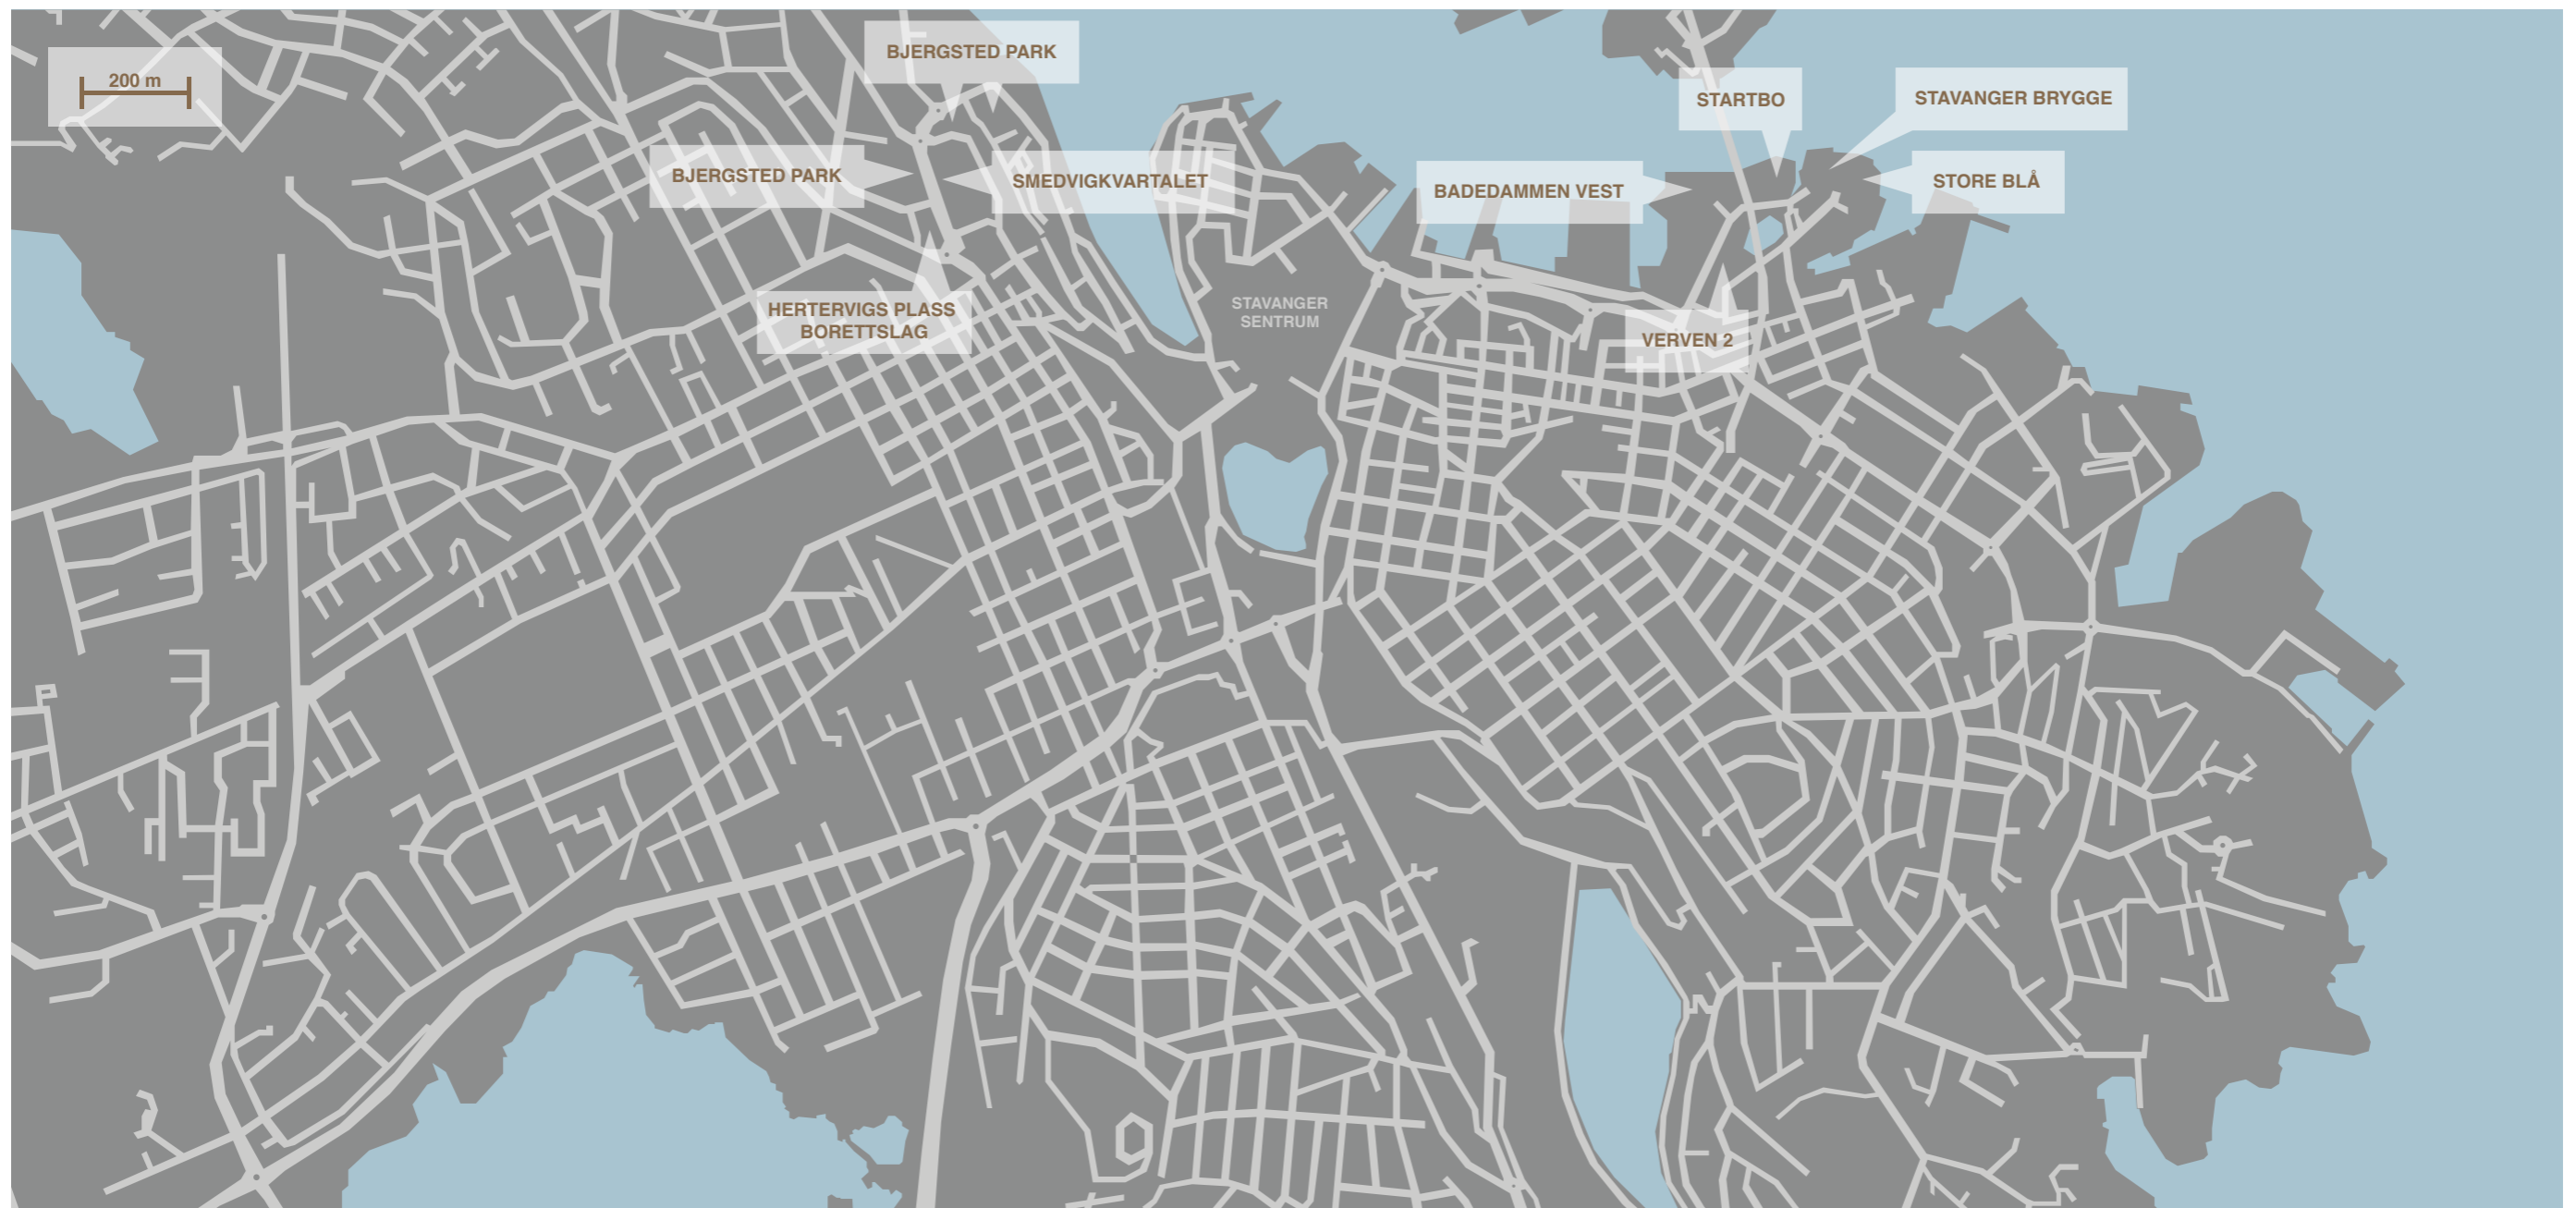 BJERGSTED PARK
200 m
STARTBO
STAVANGER BRYGGE
BJERGSTED PARK
SMEDVIGKVARTALET
BADEDAMMEN VEST
STORE BLÅ
STAVANGER
SENTRUM
HERTERVIGS PLASS
BORETTSLAG
VERVEN 2